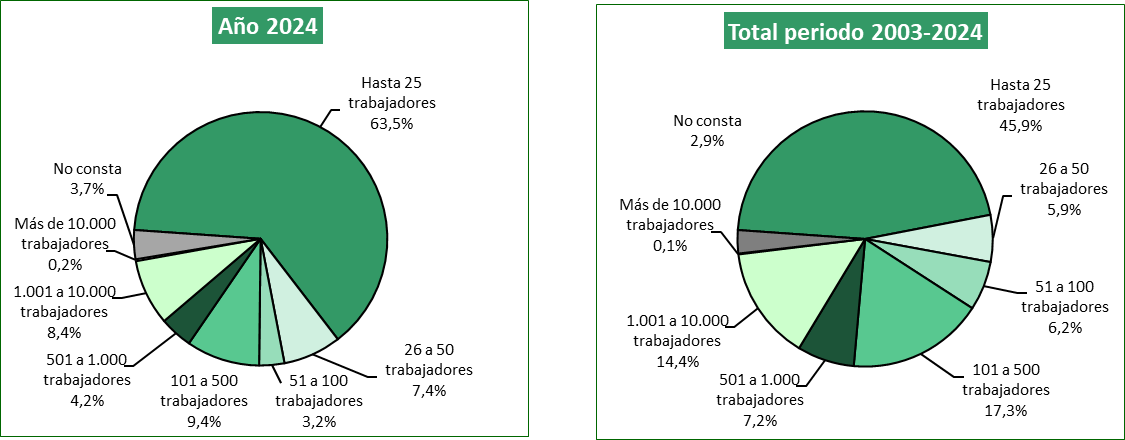 Año 2024
Hasta 25
trabajadores
63,5%
No consta
3,7%
Más de 10.000
trabajadores
0,2%
1.001 a 10.000
trabajadores
8,4%
501 a 1.000
trabajadores
4,2%
101 a 500
trabajadores
9,4%
51 a 100
trabajadores
3,2%
26 a 50
trabajadores
7,4%
Total periodo 2003-2024
Hasta 25
trabajadores
45,9%
No consta
2,9%
26 a 50
trabajadores
5,9%
Más de 10.000
trabajadores
0,1%
51 a 100
trabajadores
6,2%
1.001 a 10.000
trabajadores
14,4%
501 a 1.000
trabajadores
7,2%
101 a 500
trabajadores
17,3%